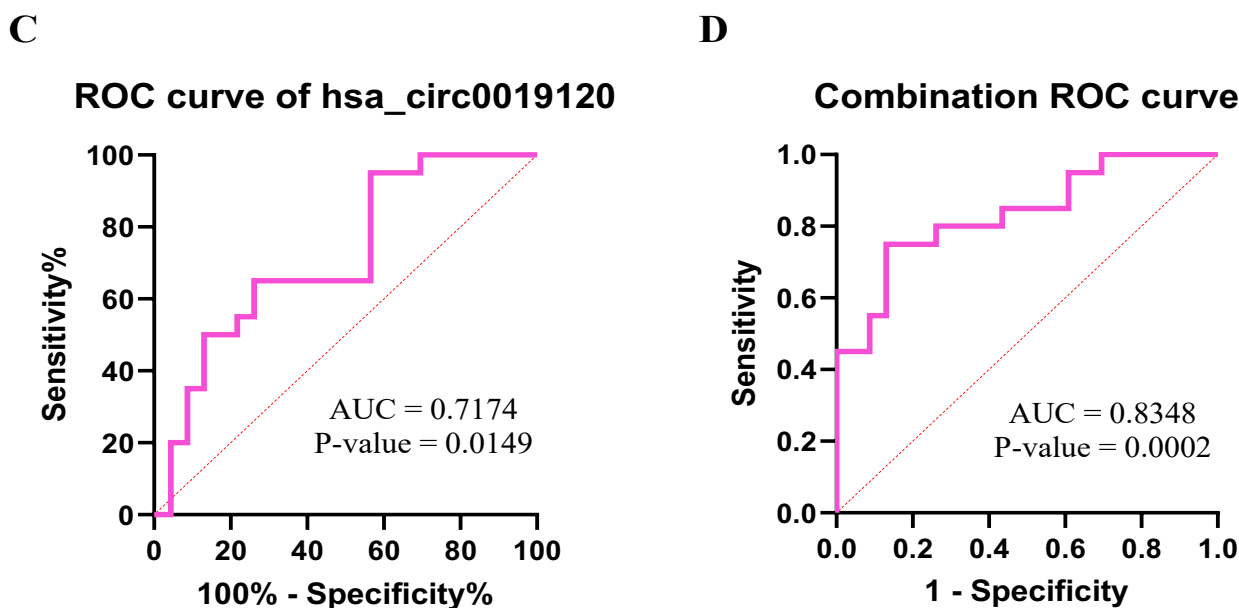 C
ROC curve of hsa_circ0019120
Sensitivity%
100
80
60
40
20
0
AUC = 0.7174
P-value = 0.0149
0 20 40 60 80 100
100% - Specificity%
D
Combination ROC curve
Sensitivity
1.0
0.8
0.6
0.4
0.2
0.0
AUC = 0.8348
P-value = 0.0002
0.0 0.2 0.4 0.6 0.8 1.0
1 - Specificity